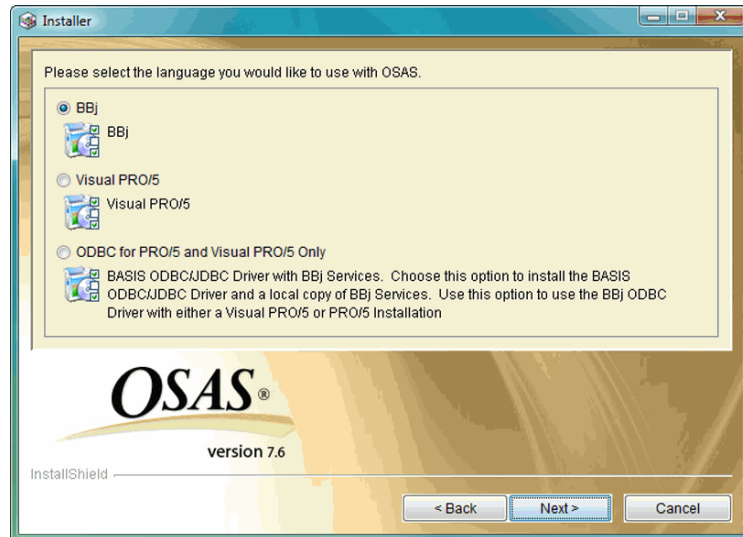 Installer
Please select the language you would like to use with OSAS.
BBj
BBj
Visual PRO/5
Visual PRO/5
ODBC for PRO/5 and Visual PRO/5 Only
BASIS ODBC/JDBC Driver with BBj Services. Choose this option to install the BASIS
ODBC/JDBC Driver and a local copy of BBj Services. Use this option to use the BBj ODBC
Driver with either a Visual PRO/5 or PRO/5 Installation
OSAS®
version 7.6
InstallShield
< Back Next > Cancel